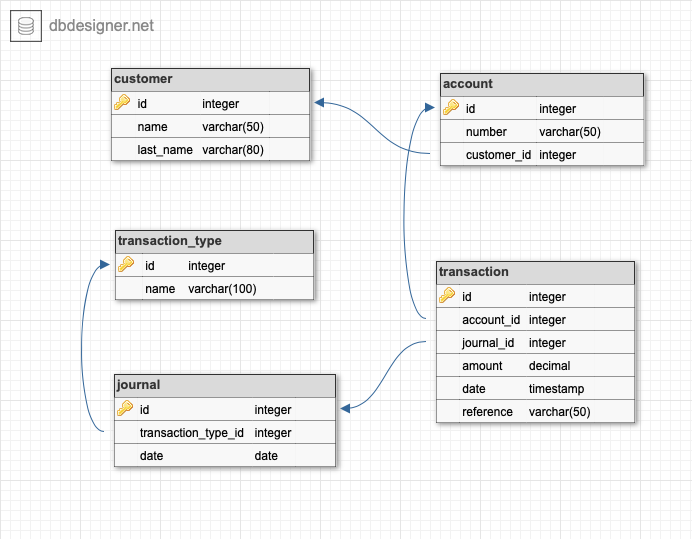 dbdesigner.net
customer
id integer
name varchar(50)
last_name varchar(80)
account
id integer
number varchar(50)
customer_id integer
transaction_type
id integer
name varchar(100)
transaction
id integer
account_id integer
journal_id integer
amount decimal
date timestamp
reference varchar(50)
journal
id integer
transaction_type_id integer
date date